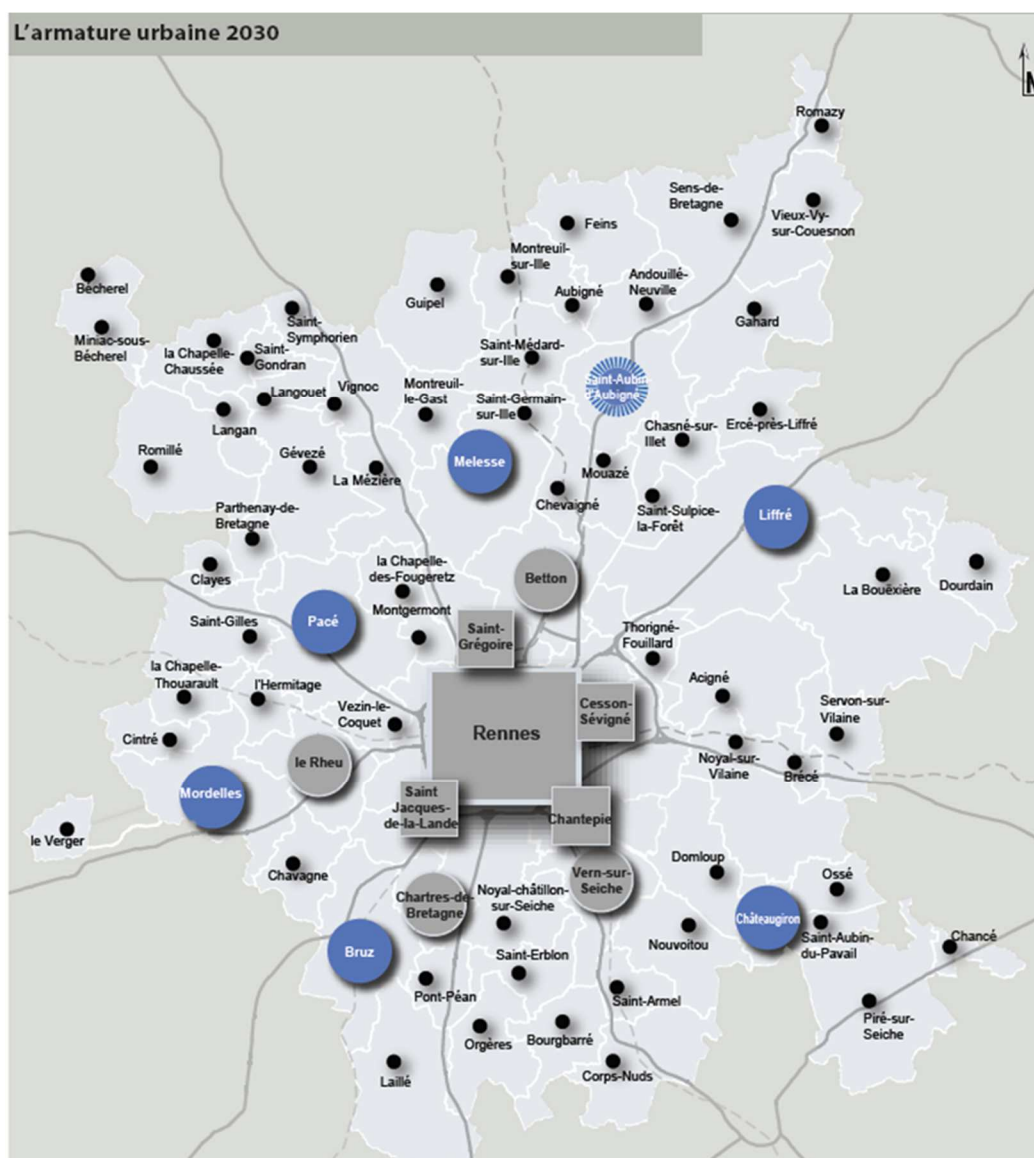 L'armature urbaine 2030
N
Romazy
Sens-de-
Bretagne
Vieux-Vy-
sur-Couesnon
Feins
Montreuil-
sur-Ille
Andouillé-
Neuville
Bécherel
Guipel
Aubigné
Gahard
Miniac-sous-
Bécherel
Saint-
Symphorien
la Chapelle-
Chaussée
Saint-
Gondran
Saint-Médard-
sur-Ille
Saint-Aubin
d'Aubigné
Langouet
Vignoc
Montreuil-
le-Gast
Saint-Germain-
sur-Ille
Langan
Chasné-sur-
Illet
Ercé-près-Liffré
Romillé
Gévezé
La Mézière
Melesse
Mouazé
Chevaigné
Saint-Sulpice-
la-Forêt
Liffré
Parthenay-de-
Bretagne
Clayes
la Chapelle-
des-Fougeretz
Betton
La Bouëxière
Dourdain
Montgermont
Pacé
Saint-Gilles
Saint-
Grégoire
Thorigné-
Fouillard
la Chapelle-
Thouarault
l'Hermitage
Acigné
Vezin-le-
Coquet
Cesson-
Sévigné
Servon-sur-
Vilaine
Rennes
Cintré
Noyal-sur-
Vilaine
Brécé
le Rheu
Mordelles
Saint
Jacques-
de-la-Lande
Chantepie
le Verger
Chavagne
Domloup
Vern-sur-
Seiche
Ossé
Chartres-de-
Bretagne
Noyal-châtillon-
sur-Seiche
Châteaugiron
Nouvoitou
Saint-Aubin-
du-Pavail
Chancé
Bruz
Saint-Erblon
Pont-Péan
Saint-Armel
Piré-sur-
Seiche
Orgères
Bourgbarré
Laillé
Corps-Nuds